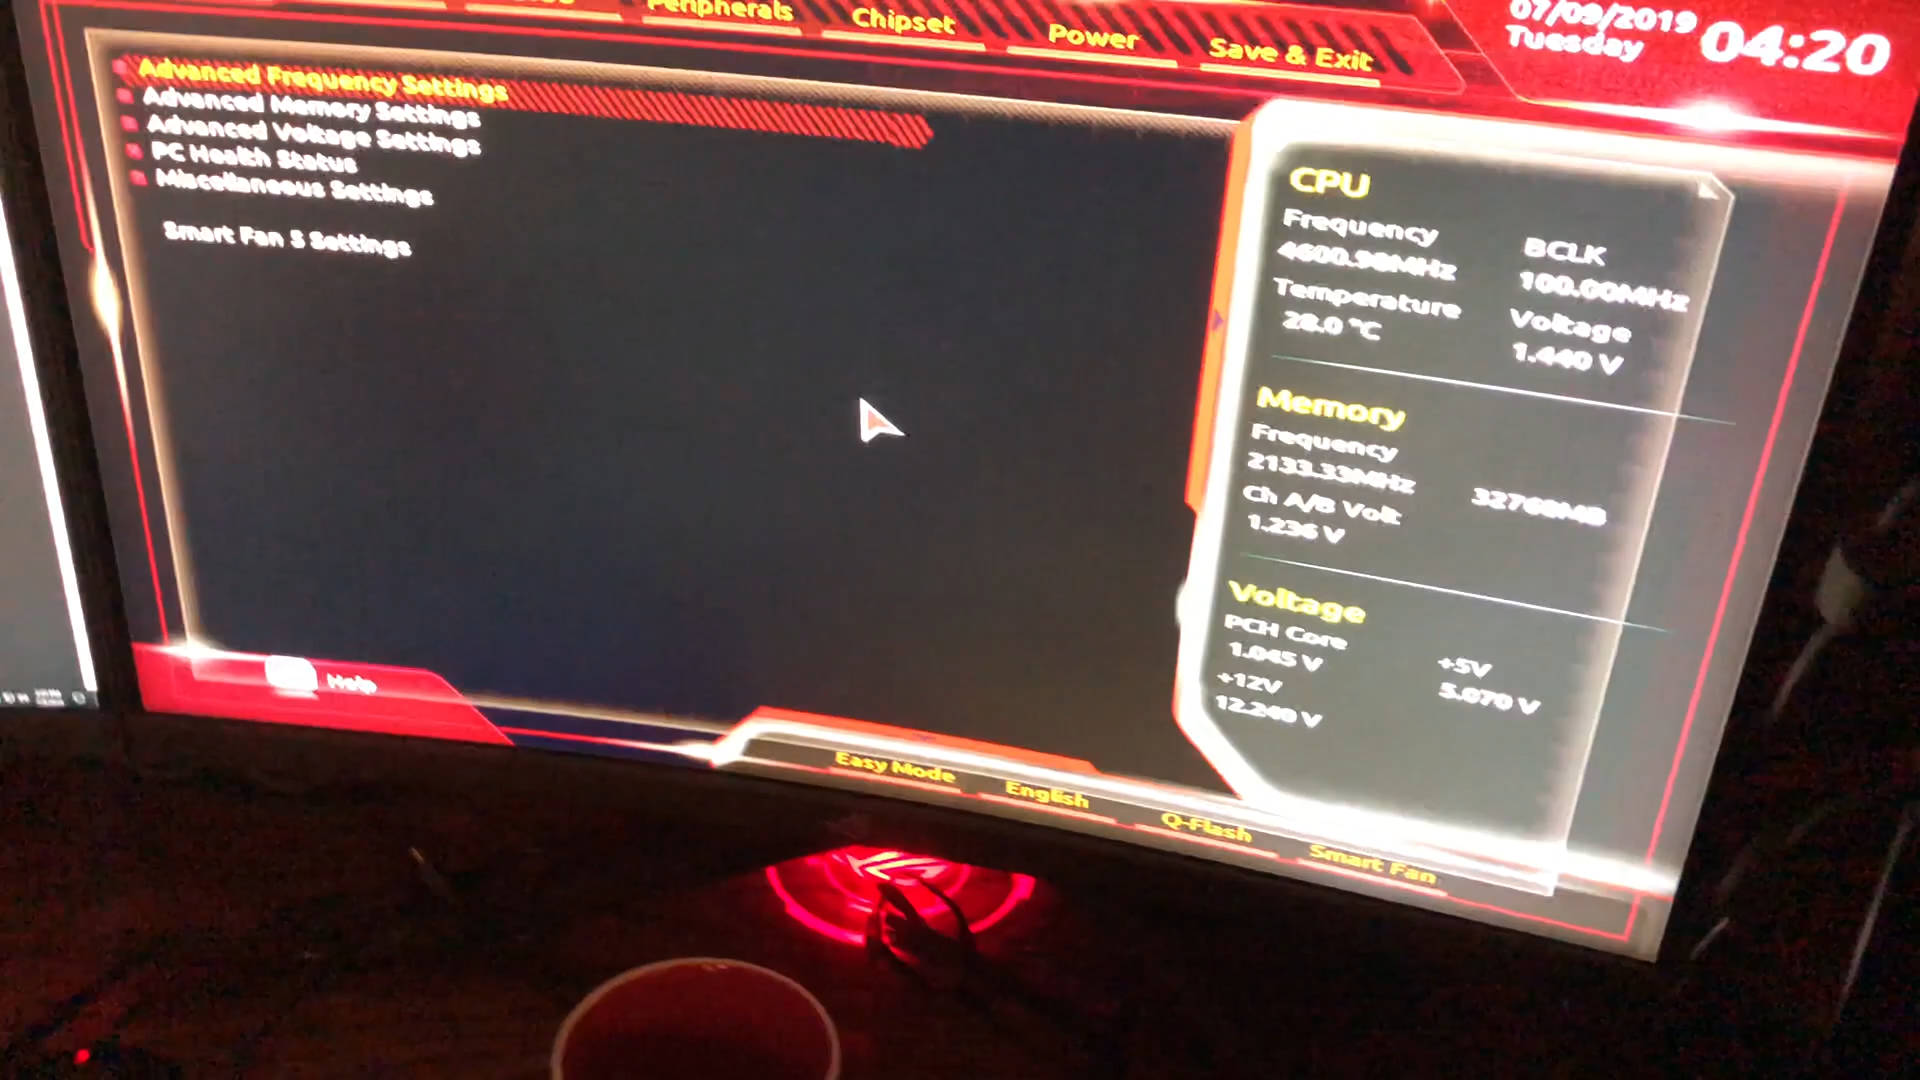 Peripherals
Chipset
Power
Save & Exit
07/09/2019
Tuesday
04:20
Advanced Frequency Settings
Advanced Memory Settings
Advanced Voltage Settings
PC Health Status
Miscellaneous Settings
Smart Fan 5 Settings
CPU
Frequency
BCLK
4600.90MHz
100.00MHz
Temperature
Voltage
28.0 °C
1.440 V
Memory
Frequency
2133.33MHz
32768MB
Ch A/B Volt
1.236 V
Voltage
PCH Core
+5V
1.045 V
5.070 V
+12V
12.240 V
Help
Easy Mode
English
Q-Flash
Smart Fan